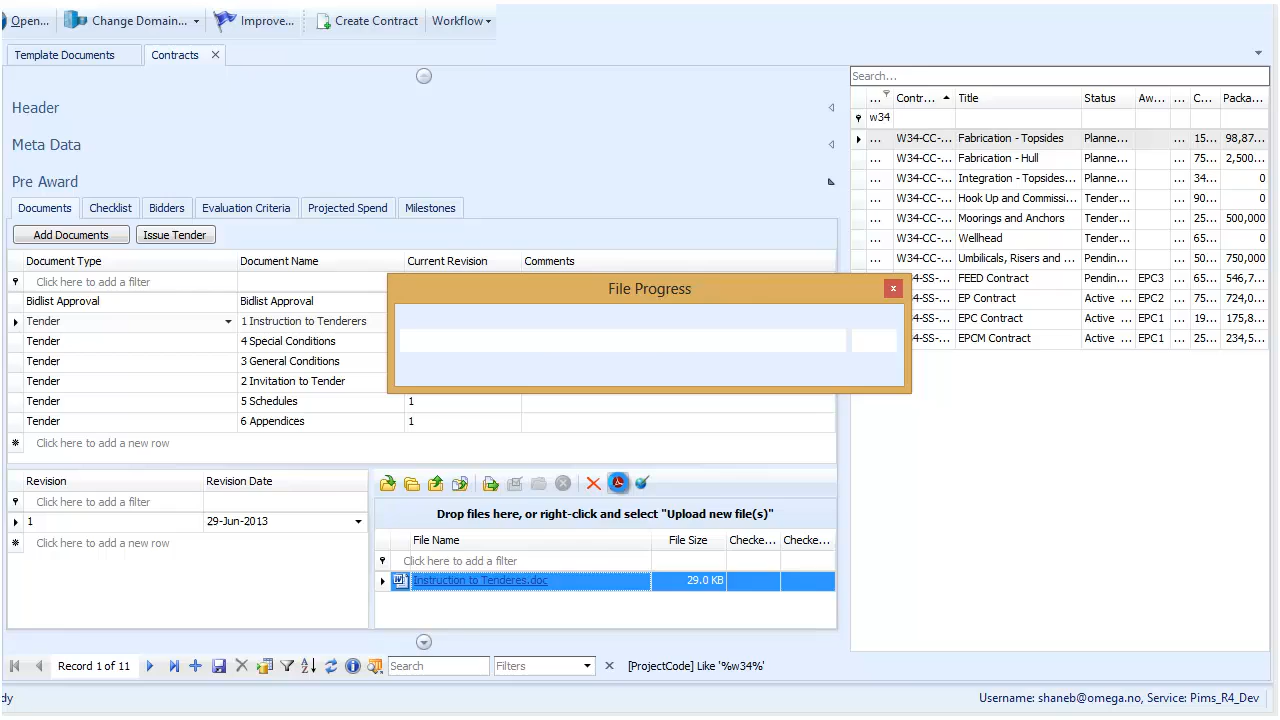 Open... Change Domain... Improve... Create Contract Workflow
Template Documents Contracts
Search...
Header
Meta Data
Pre Award
Documents Checklist Bidders Evaluation Criteria Projected Spend Milestones
Add Documents Issue Tender
Document Type Document Name Current Revision Comments
Click here to add a filter
Bidlist Approval Bidlist Approval
Tender 1 Instruction to Tenderers
Tender 4 Special Conditions
Tender 3 General Conditions
Tender 2 Invitation to Tender
Tender 5 Schedules 1
Tender 6 Appendices 1
Click here to add a new row
File Progress
Revision Revision Date
Click here to add a filter
1 29-Jun-2013
Click here to add a new row
Drop files here, or right-click and select "Upload new file(s)"
File Name File Size Checke... Checke...
Click here to add a filter
Instruction to Tenderes.doc 29.0 KB
... Contr... Title Status Aw... ... C... Packa...
w34
... W34-CC-... Fabrication - Topsides Planne... ... 15... 98,87...
... W34-CC-... Fabrication - Hull Planne... ... 75... 2,500...
... W34-CC-... Integration - Topsides... Planne... ... 34... 0
... W34-CC-... Hook Up and Commissi... Tender... ... 90... 0
... W34-CC-... Moorings and Anchors Tender... ... 25... 500,000
... W34-CC-... Wellhead Tender... ... 65... 0
... W34-CC-... Umbilicals, Risers and ... Pendin... ... 50... 750,000
4-SS-... FEED Contract Pendin... EPC3 ... 65... 546,7...
4-SS-... EP Contract Active ... EPC2 ... 75... 724,0...
4-SS-... EPC Contract Active ... EPC1 ... 19... 175,8...
4-SS-... EPCM Contract Active ... EPC1 ... 25... 234,5...
Record 1 of 11 Search Filters [ProjectCode] Like '%w34%'
dy Username: shaneb@omega.no, Service: Pims_R4_Dev